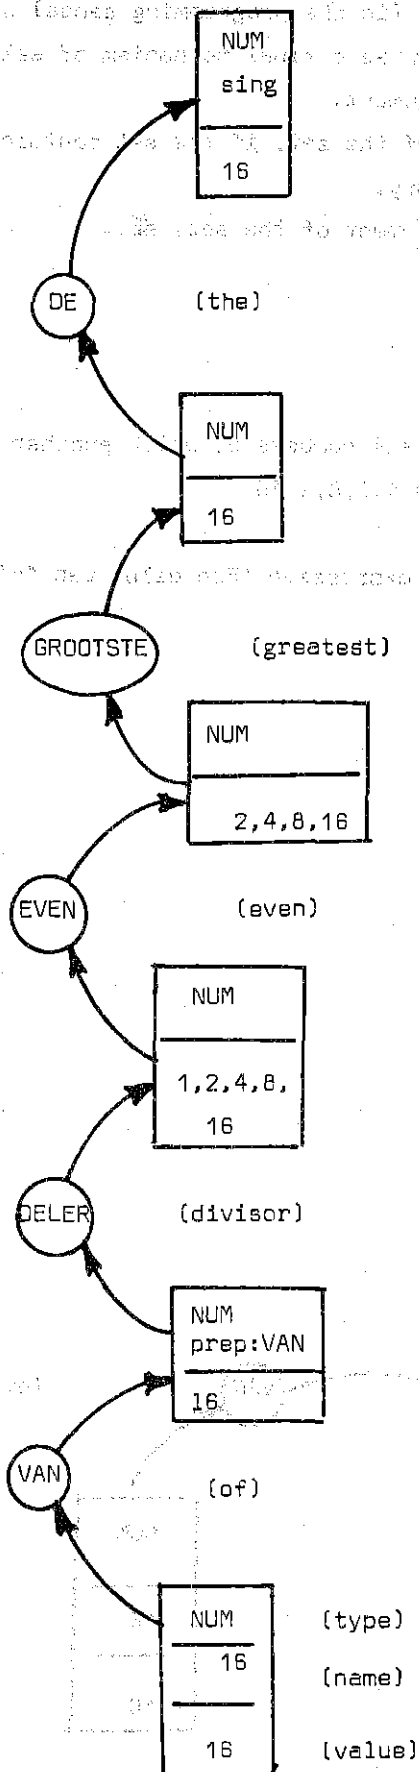 NUM
sing
16
DE (the)
NUM
16
GROOTSTE (greatest)
NUM
2,4,8,16
EVEN (even)
NUM
1,2,4,8,
16
DELER (divisor)
NUM
prep:VAN
16
VAN (of)
NUM (type)
16 (name)
16 (value)